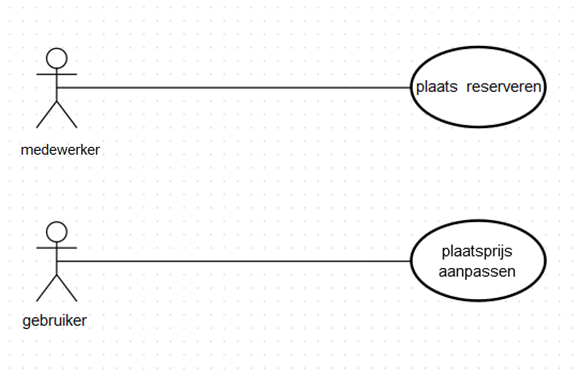 plaats reserveren
medewerker
plaatsprijs
aanpassen
gebruiker